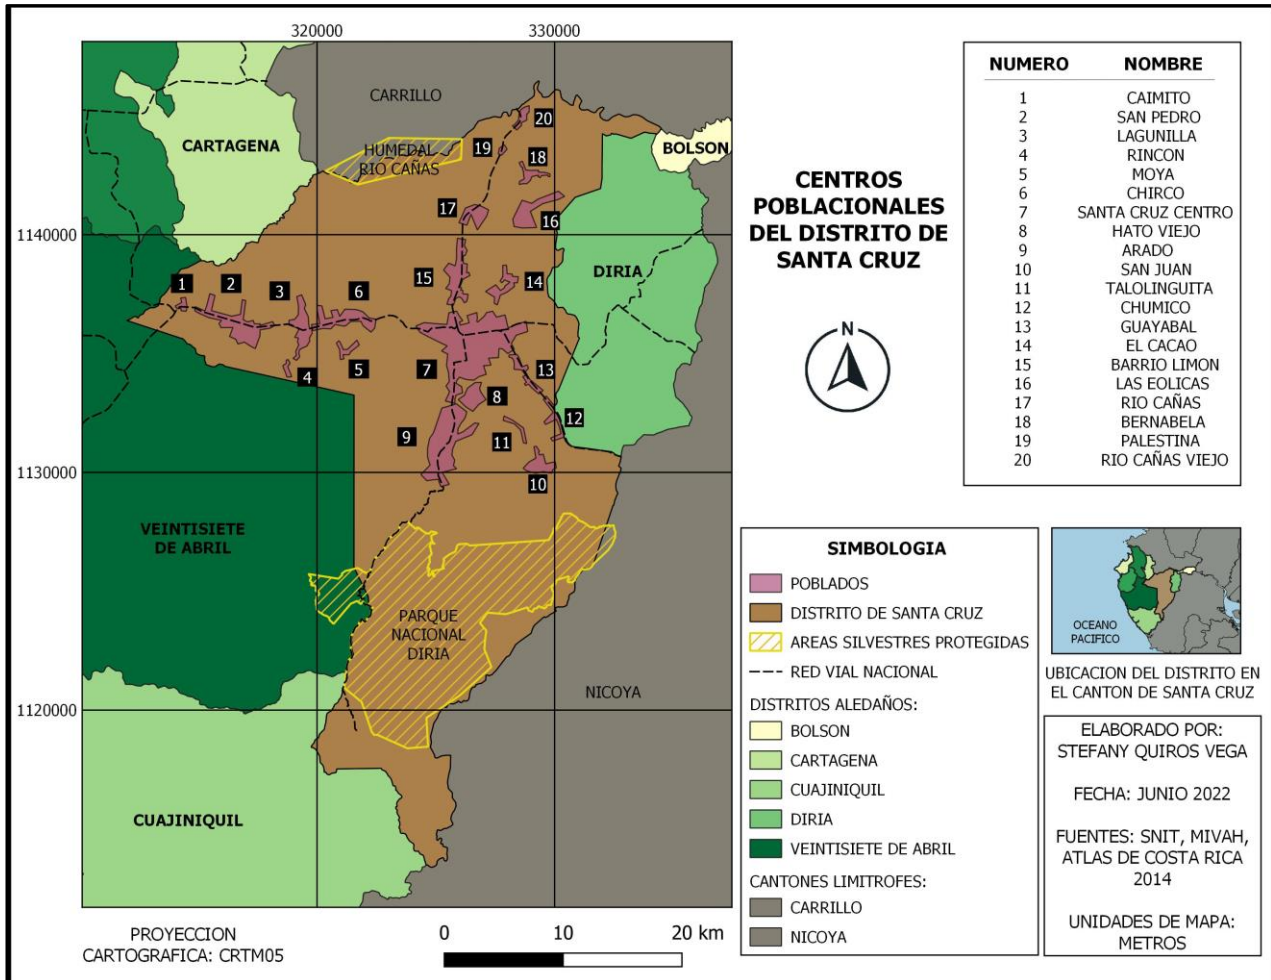 320000
330000
CARRILLO
CARTAGENA
HUMEDAL
RIO CAÑAS
20
19
18
BOLSON
17
16
1140000
15
14
DIRIA
1
2
3
6
4
5
7
13
8
9
11
12
1130000
10
VEINTISIETE
DE ABRIL
PARQUE
NACIONAL
DIRIA
NICOYA
1120000
CUAJINIQUIL
PROYECCION
CARTOGRAFICA: CRTM05
0 10 20 km
CENTROS
POBLACIONALES
DEL DISTRITO DE
SANTA CRUZ
N
NUMERO NOMBRE
1 CAIMITO
2 SAN PEDRO
3 LAGUNILLA
4 RINCON
5 MOYA
6 CHIRCO
7 SANTA CRUZ CENTRO
8 HATO VIEJO
9 ARADO
10 SAN JUAN
11 TALOLINGUITA
12 CHUMICO
13 GUAYABAL
14 EL CACAO
15 BARRIO LIMON
16 LAS EOLICAS
17 RIO CAÑAS
18 BERNABELA
19 PALESTINA
20 RIO CAÑAS VIEJO
SIMBOLOGIA
POBLADOS
DISTRITO DE SANTA CRUZ
AREAS SILVESTRES PROTEGIDAS
RED VIAL NACIONAL
DISTRITOS ALEDAÑOS:
BOLSON
CARTAGENA
CUAJINIQUIL
DIRIA
VEINTISIETE DE ABRIL
CANTONES LIMITROFES:
CARRILLO
NICOYA
OCEANO
PACIFICO
UBICACION DEL DISTRITO EN
EL CANTON DE SANTA CRUZ
ELABORADO POR:
STEFANY QUIROS VEGA
FECHA: JUNIO 2022
FUENTES: SNIT, MIVAH,
ATLAS DE COSTA RICA
2014
UNIDADES DE MAPA:
METROS